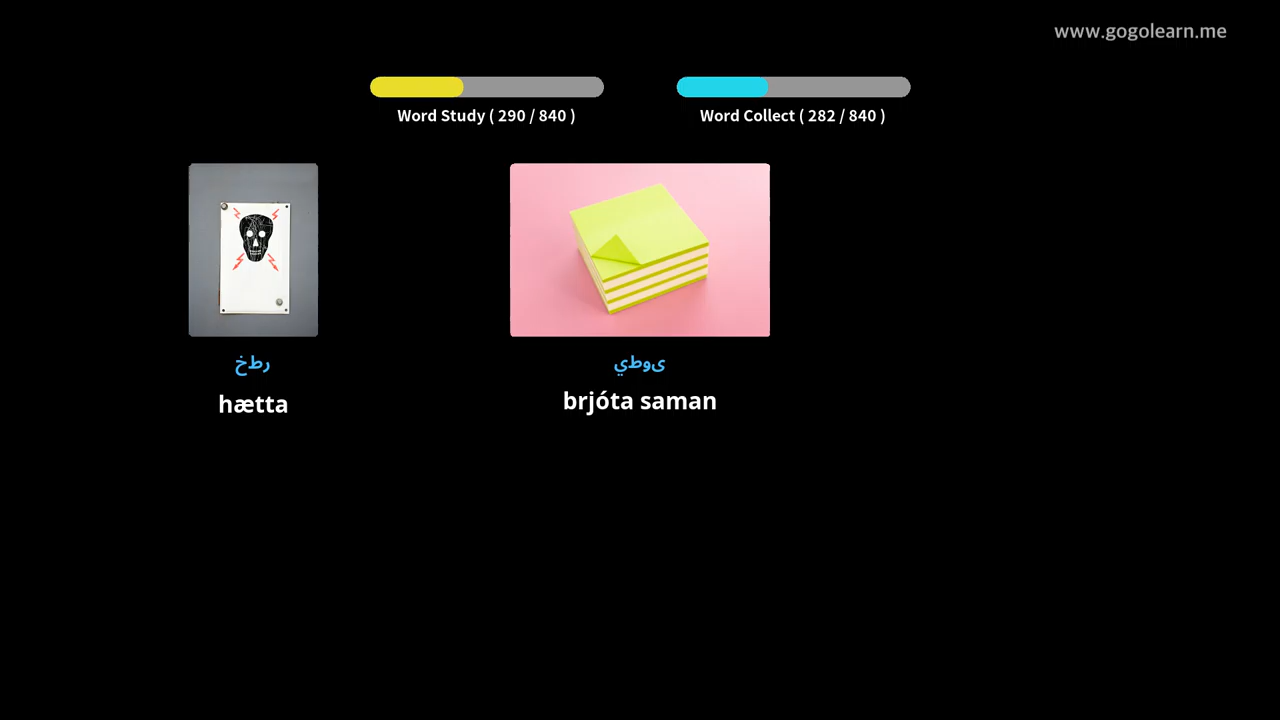 www.gogolearn.me
Word Study ( 290 / 840 )
Word Collect ( 282 / 840 )
رطخ
hætta
ىوطي
brjóta saman